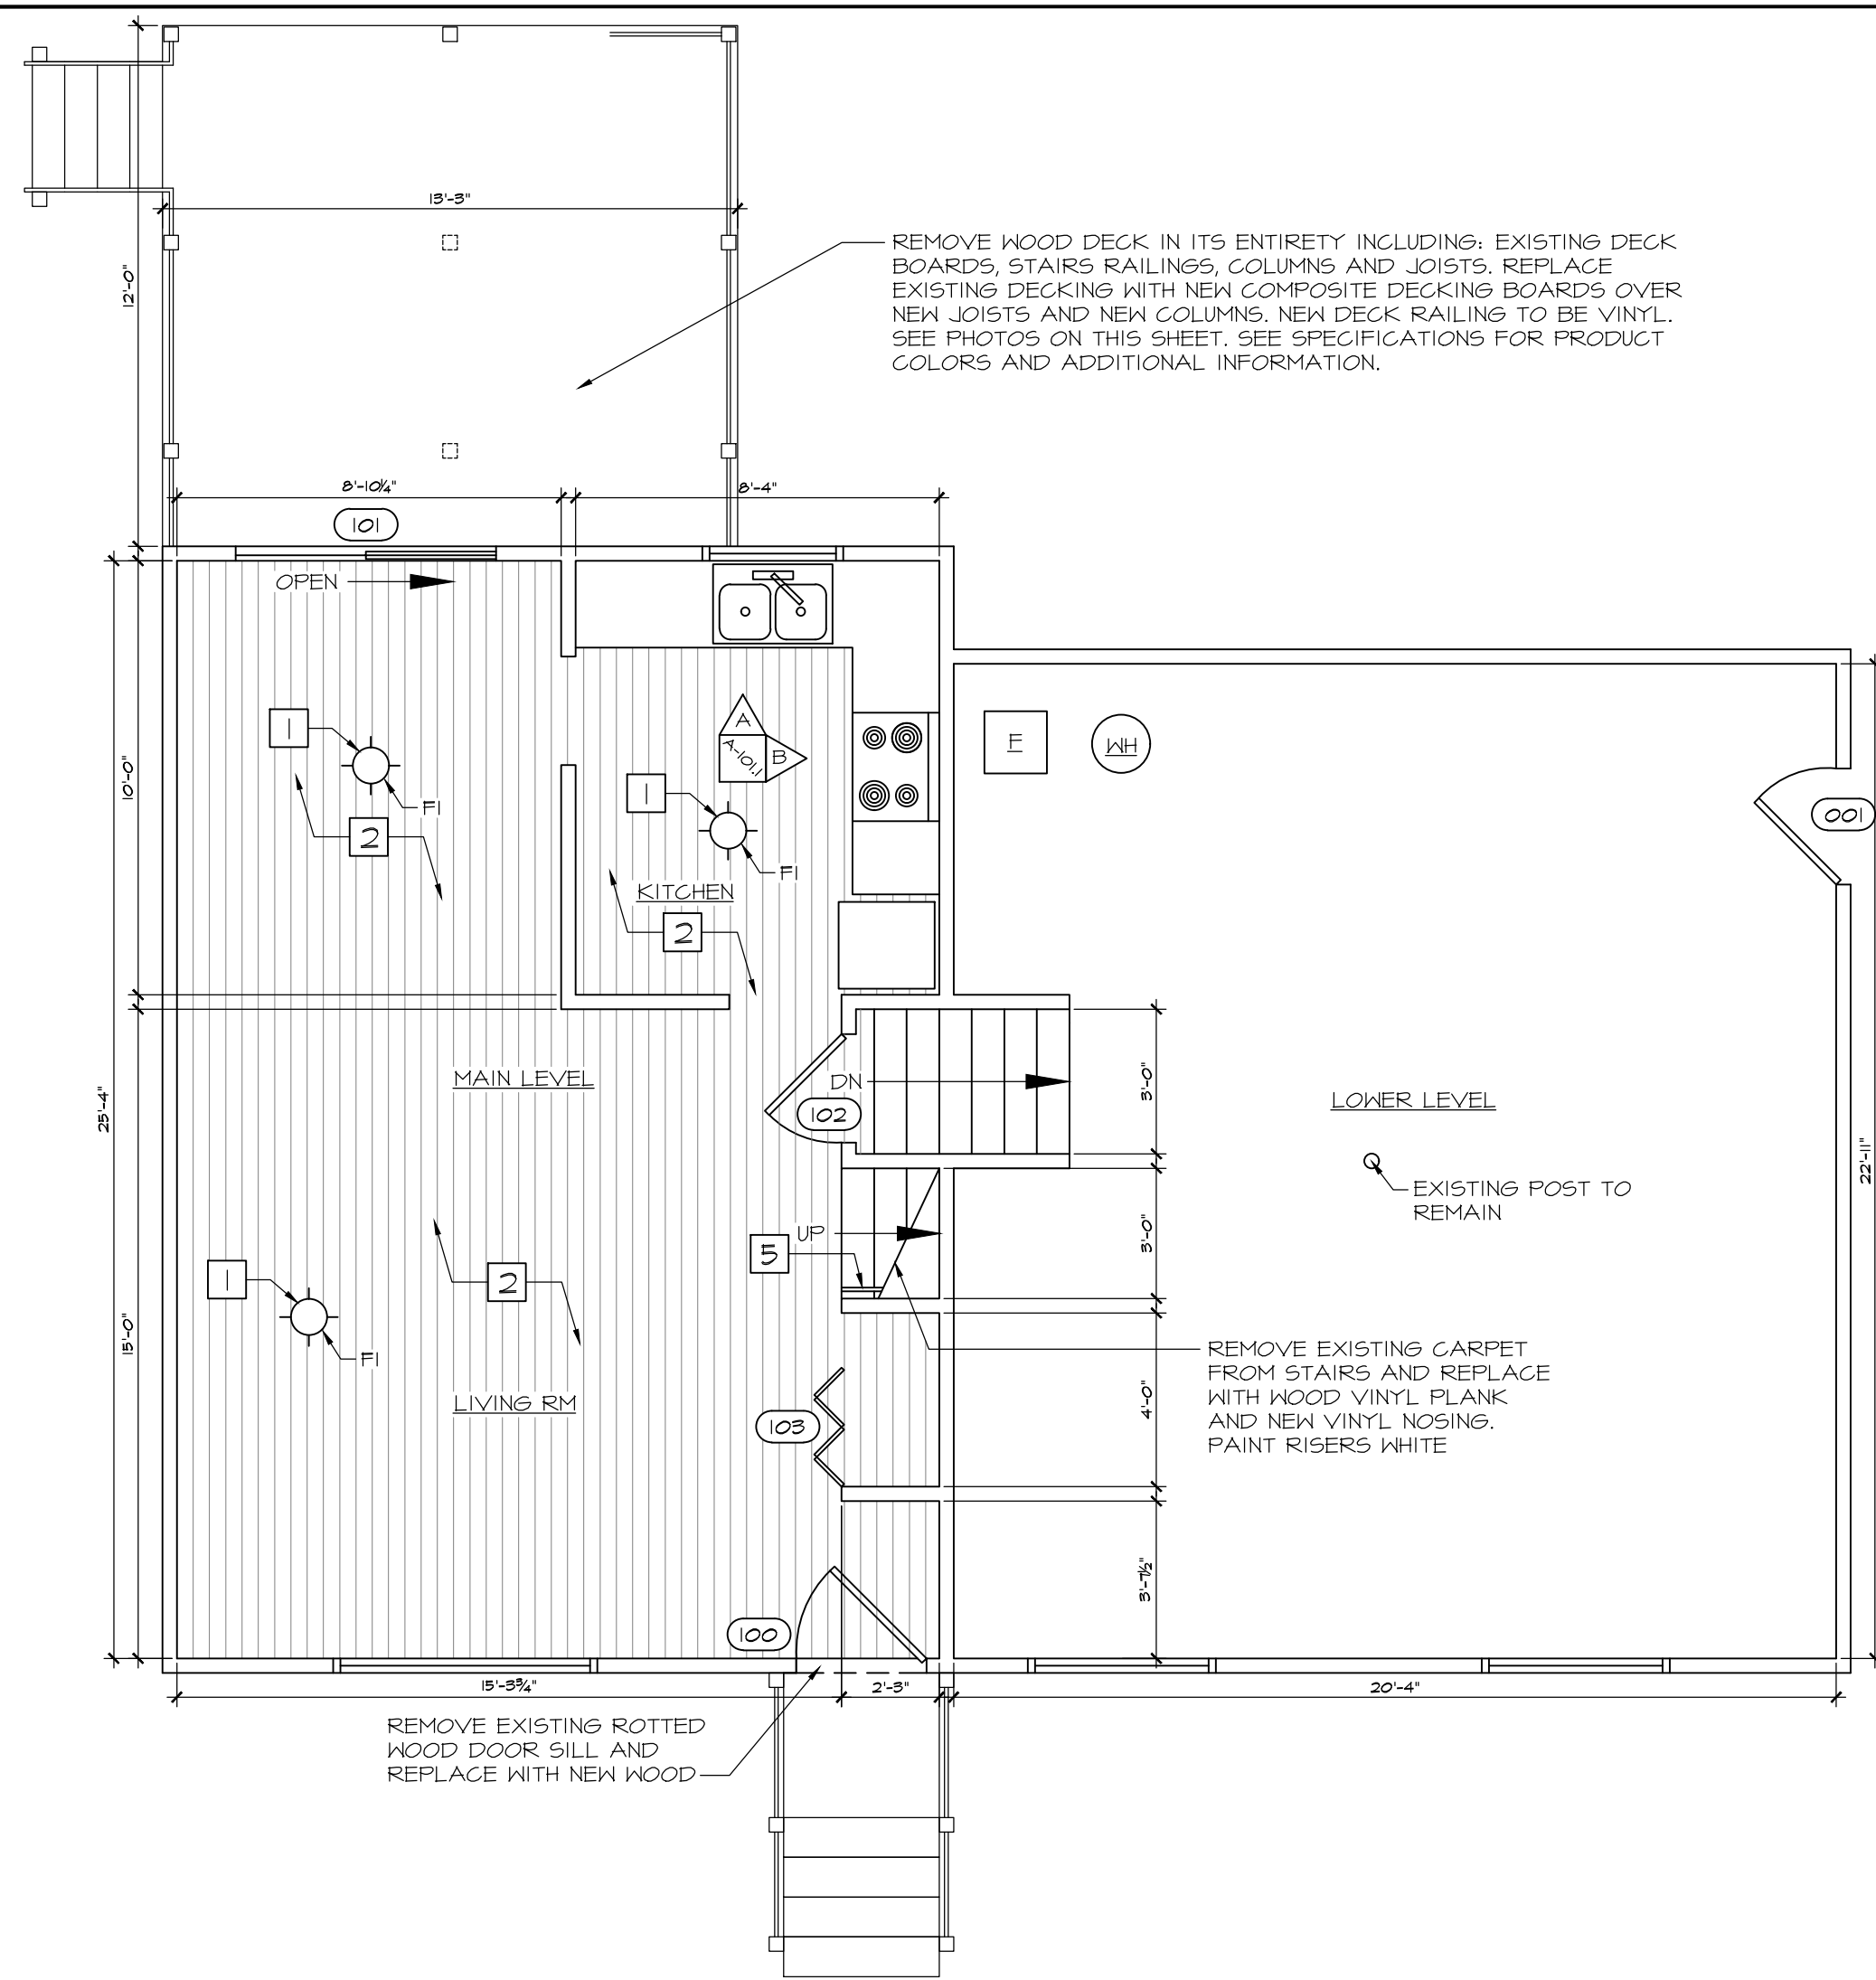 13'-3"
12'-0"
REMOVE WOOD DECK IN ITS ENTIRETY INCLUDING: EXISTING DECK
BOARDS, STAIRS RAILINGS, COLUMNS AND JOISTS. REPLACE
EXISTING DECKING WITH NEW COMPOSITE DECKING BOARDS OVER
NEW JOISTS AND NEW COLUMNS. NEW DECK RAILING TO BE VINYL.
SEE PHOTOS ON THIS SHEET. SEE SPECIFICATIONS FOR PRODUCT
COLORS AND ADDITIONAL INFORMATION.
8'-10¼"
8'-4"
101
OPEN
1
F1
2
10'-0"
A
A-101.1
B
1
F1
KITCHEN
2
F
WH
001
25'-4"
MAIN LEVEL
DN
102
3'-0"
LOWER LEVEL
22'-11"
EXISTING POST TO
REMAIN
UP
5
3'-0"
1
2
F1
15'-0"
LIVING RM
103
4'-0"
REMOVE EXISTING CARPET
FROM STAIRS AND REPLACE
WITH WOOD VINYL PLANK
AND NEW VINYL NOSING.
PAINT RISERS WHITE
3'-7½"
100
15'-3¾"
2'-3"
20'-4"
REMOVE EXISTING ROTTED
WOOD DOOR SILL AND
REPLACE WITH NEW WOOD